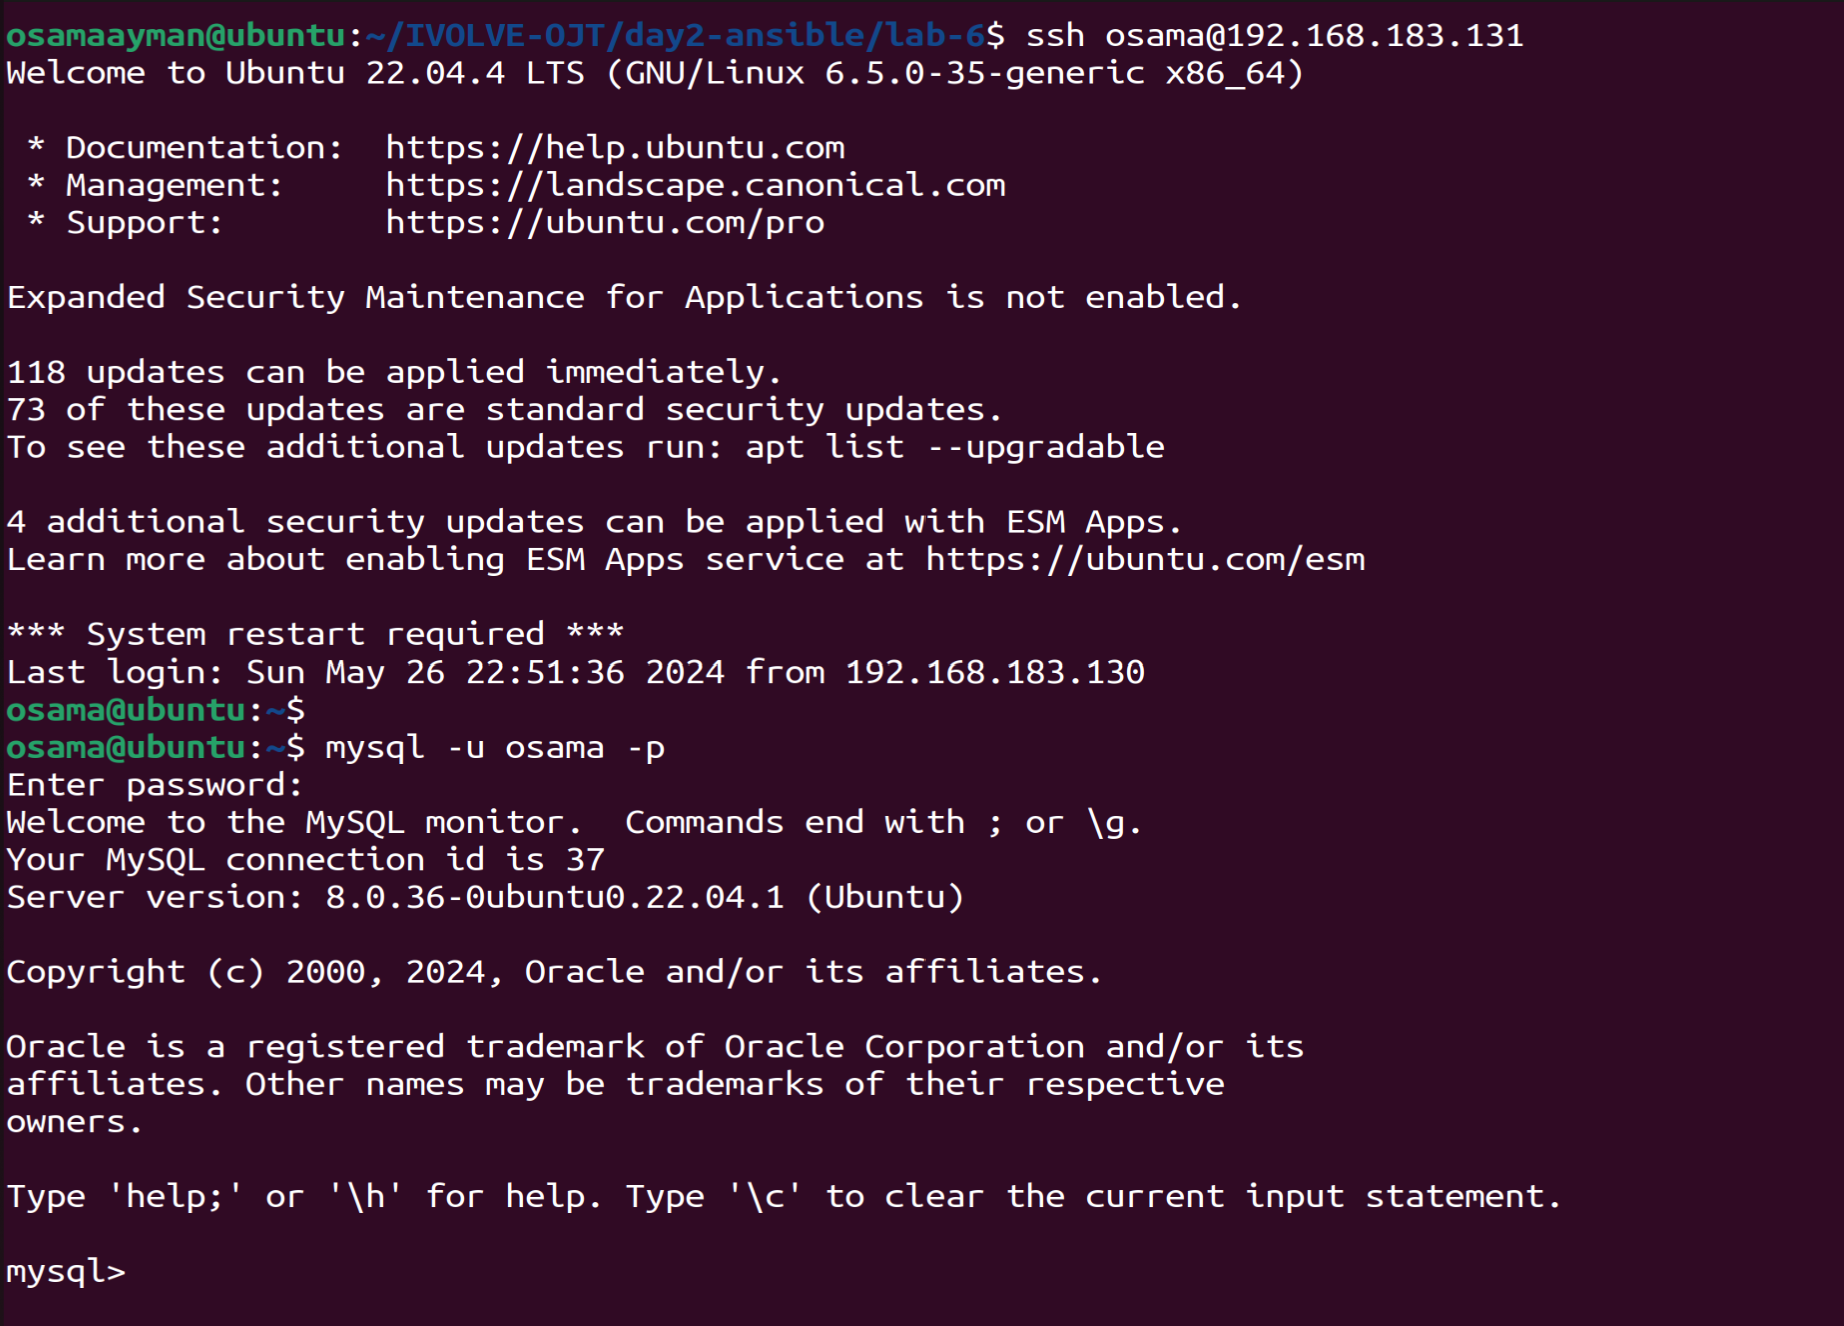 osamaayman@ubuntu:~/IVOLVE-OJT/day2-ansible/lab-6$ ssh osama@192.168.183.131
Welcome to Ubuntu 22.04.4 LTS (GNU/Linux 6.5.0-35-generic x86_64)

 * Documentation:  https://help.ubuntu.com
 * Management:     https://landscape.canonical.com
 * Support:        https://ubuntu.com/pro

Expanded Security Maintenance for Applications is not enabled.

118 updates can be applied immediately.
73 of these updates are standard security updates.
To see these additional updates run: apt list --upgradable

4 additional security updates can be applied with ESM Apps.
Learn more about enabling ESM Apps service at https://ubuntu.com/esm

*** System restart required ***
Last login: Sun May 26 22:51:36 2024 from 192.168.183.130
osama@ubuntu:~$
osama@ubuntu:~$ mysql -u osama -p
Enter password:
Welcome to the MySQL monitor.  Commands end with ; or \g.
Your MySQL connection id is 37
Server version: 8.0.36-0ubuntu0.22.04.1 (Ubuntu)

Copyright (c) 2000, 2024, Oracle and/or its affiliates.

Oracle is a registered trademark of Oracle Corporation and/or its
affiliates. Other names may be trademarks of their respective
owners.

Type 'help;' or '\h' for help. Type '\c' to clear the current input statement.

mysql>